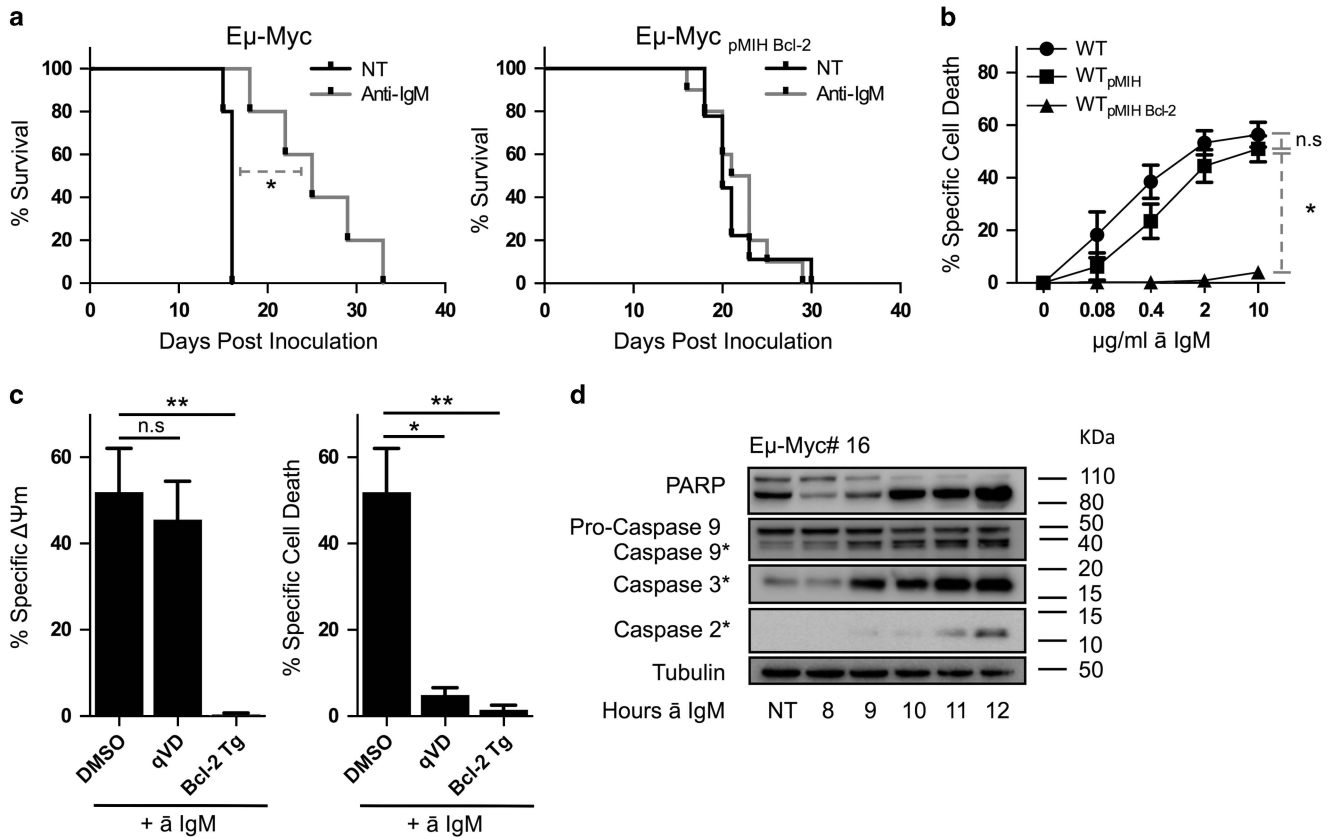 a
Eμ-Myc
NT
Anti-IgM
% Survival
100
80
60
40
20
0
*
0 10 20 30 40
Days Post Inoculation
Eμ-Myc pMIH Bcl-2
NT
Anti-IgM
% Survival
100
80
60
40
20
0
0 10 20 30 40
Days Post Inoculation
b
WT
WTpMIH
WTpMIH Bcl-2
% Specific Cell Death
80
60
40
20
0
n.s
*
0 0.08 0.4 2 10
μg/ml ā IgM
c
**
n.s
% Specific ΔΨm
60
40
20
0
DMSO qVD Bcl-2 Tg
+ ā IgM
**
*
% Specific Cell Death
60
40
20
0
DMSO qVD Bcl-2 Tg
+ ā IgM
d
Eμ-Myc# 16
KDa
PARP
110
80
Pro-Caspase 9
50
Caspase 9*
40
Caspase 3*
20
15
Caspase 2*
15
10
Tubulin
50
Hours ā IgM NT 8 9 10 11 12